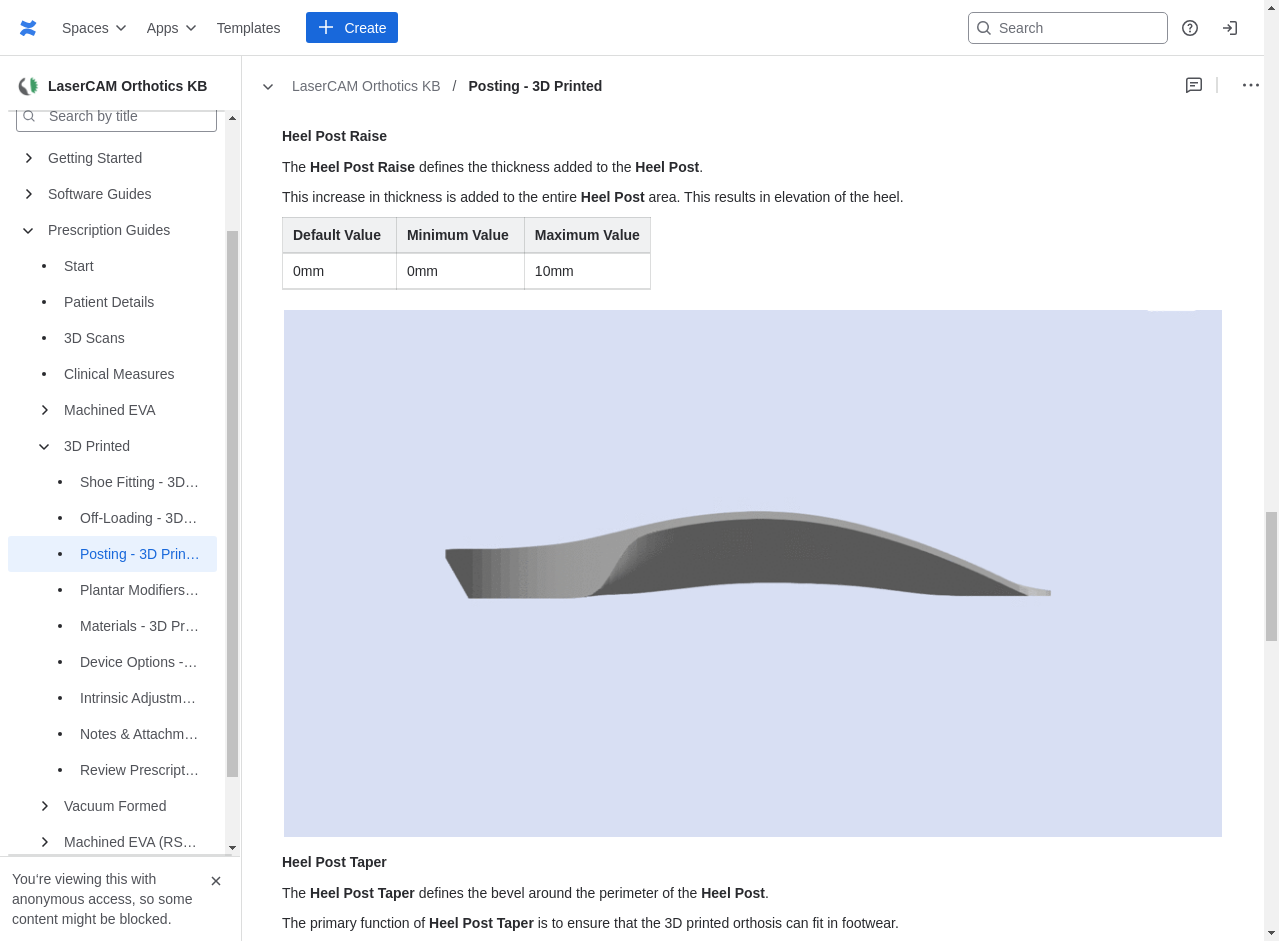 Spaces
Apps
Templates
Create
Search
LaserCAM Orthotics KB
Search by title
Getting Started
Software Guides
Prescription Guides
Start
Patient Details
3D Scans
Clinical Measures
Machined EVA
3D Printed
Shoe Fitting - 3D…
Off-Loading - 3D…
Posting - 3D Prin…
Plantar Modifiers…
Materials - 3D Pr…
Device Options -…
Intrinsic Adjustm…
Notes & Attachm…
Review Prescript…
Vacuum Formed
Machined EVA (RS…
You're viewing this with
anonymous access, so some
content might be blocked.
LaserCAM Orthotics KB / Posting - 3D Printed
Heel Post Raise
The Heel Post Raise defines the thickness added to the Heel Post.
This increase in thickness is added to the entire Heel Post area. This results in elevation of the heel.
Default Value Minimum Value Maximum Value
0mm 0mm 10mm
Heel Post Taper
The Heel Post Taper defines the bevel around the perimeter of the Heel Post.
The primary function of Heel Post Taper is to ensure that the 3D printed orthosis can fit in footwear.